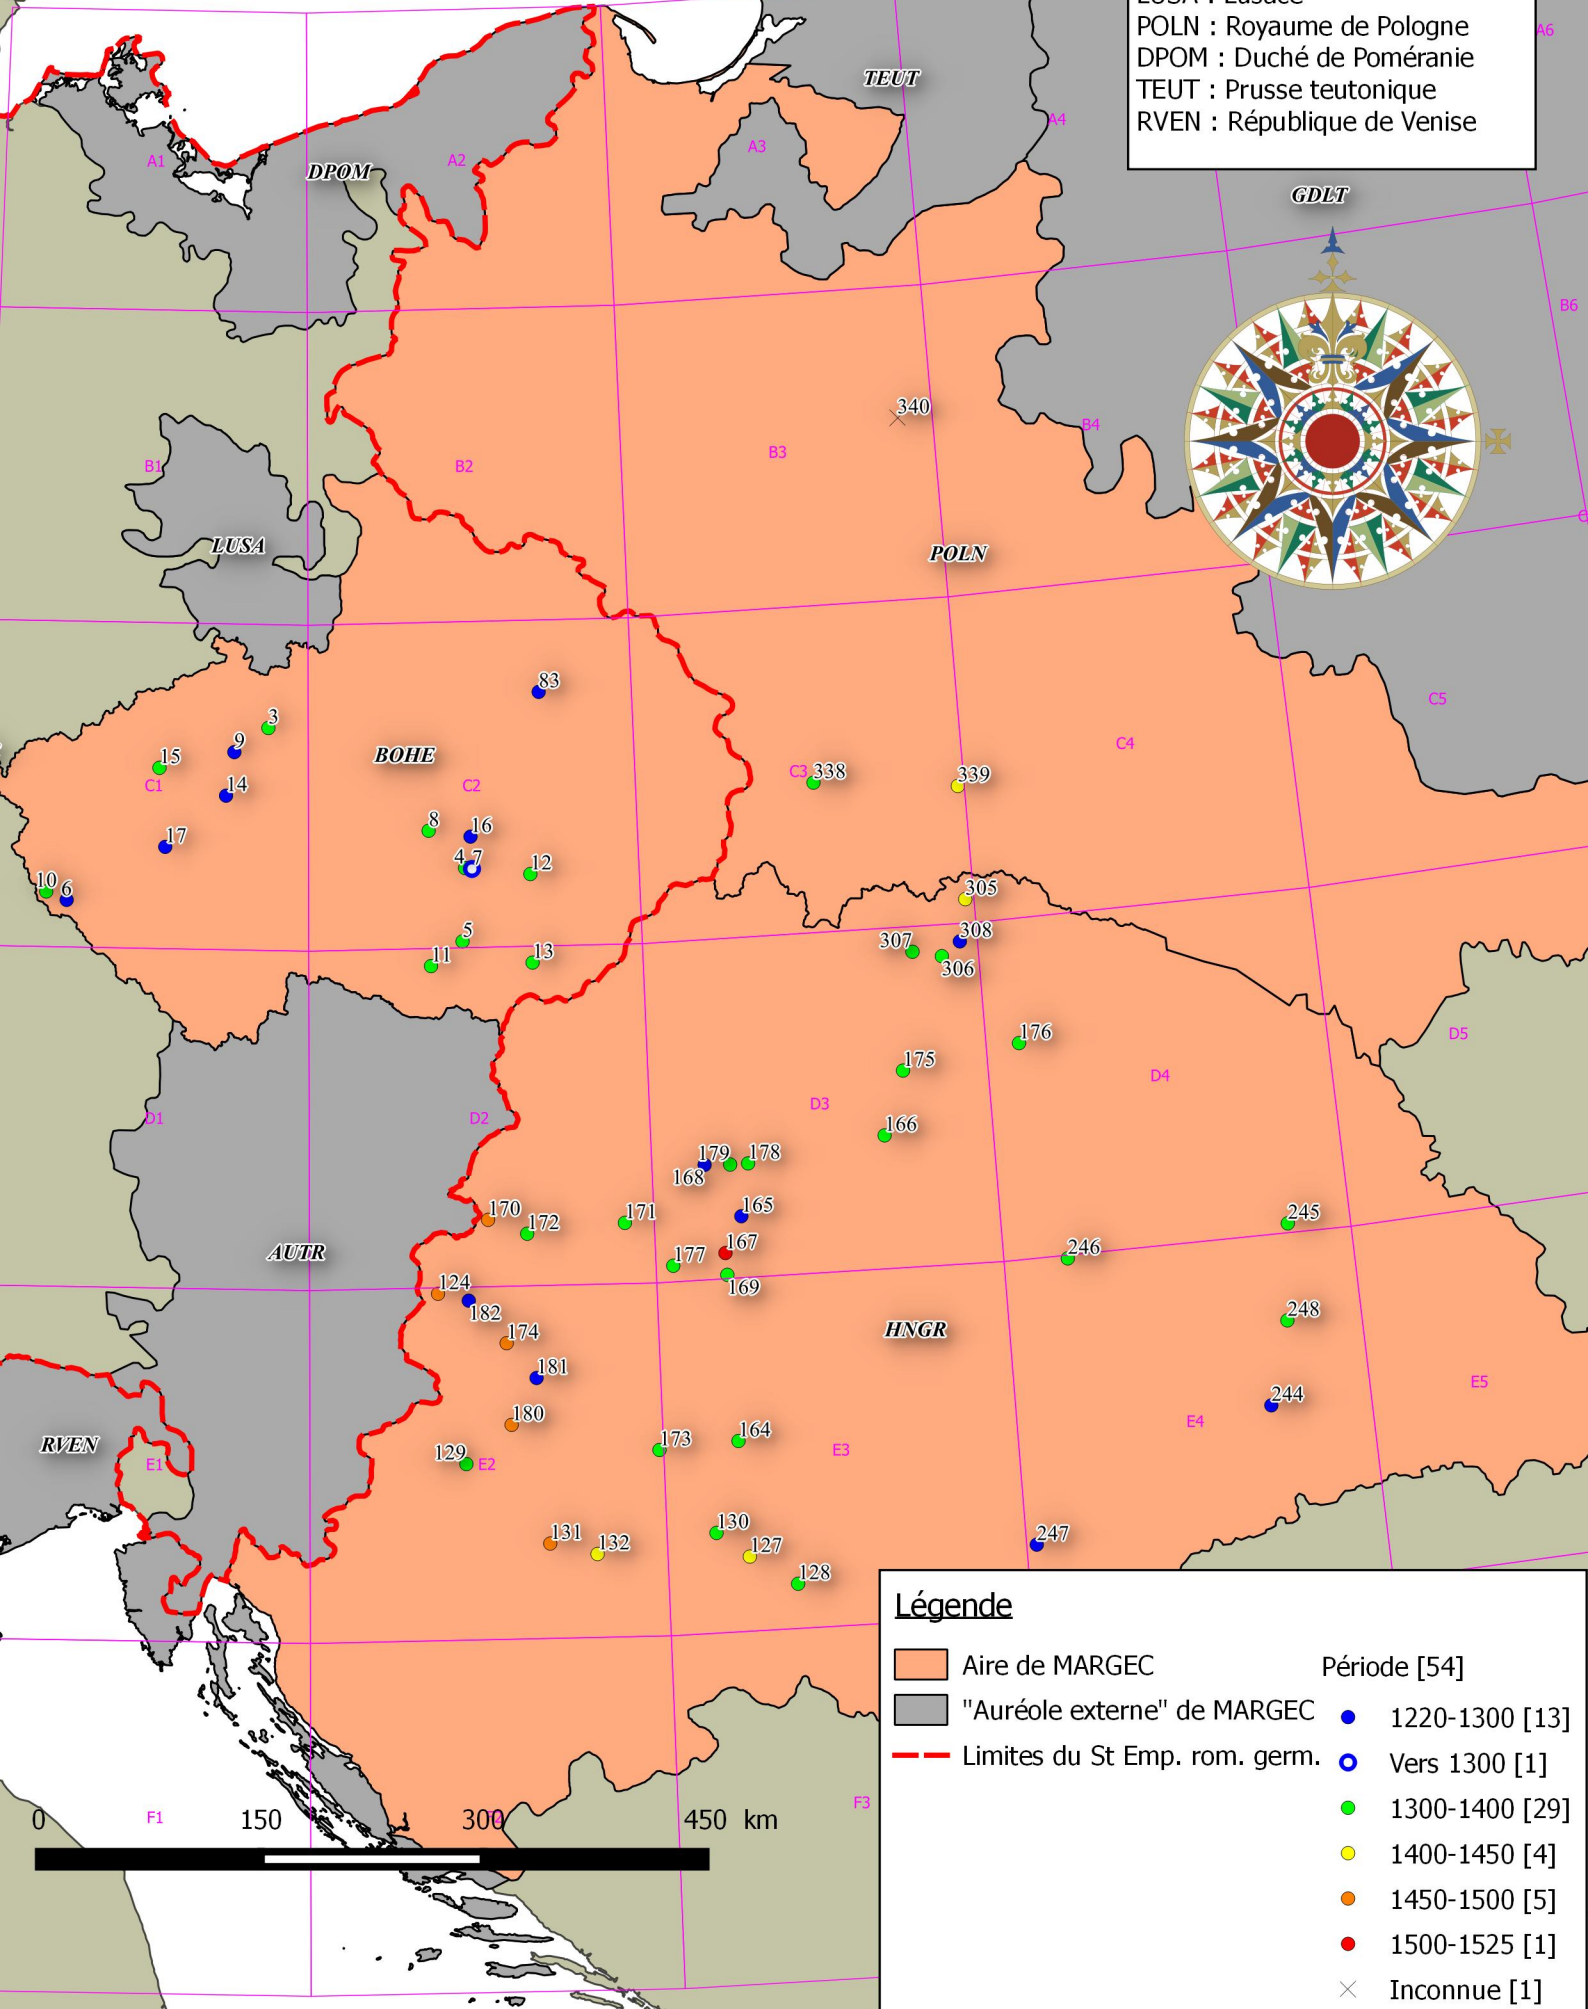 LUSA : Lusace
POLN : Royaume de Pologne
DPOM : Duché de Poméranie
TEUT : Prusse teutonique
RVEN : République de Venise
A6
TEUT
A4
A3
A1
A2
DPOM
GDLT
B6
340
B4
B3
B1
B2
LUSA
POLN
83
C5
3
9
15
BOHE
C4
C1
14
C2
C3
338
339
8
16
17
4
7
12
10
6
305
5
308
307
11
13
306
176
D5
175
D4
D3
D1
D2
166
179
178
168
170
171
165
245
172
167
246
AUTR
177
124
169
182
248
174
HNGR
181
E5
244
180
E4
RVEN
129
173
164
E3
E1
E2
130
131
132
127
247
128
Légende
Aire de MARGEC
"Auréole externe" de MARGEC
Limites du St Emp. rom. germ.
Période [54]
1220-1300 [13]
Vers 1300 [1]
1300-1400 [29]
1400-1450 [4]
1450-1500 [5]
1500-1525 [1]
Inconnue [1]
F3
F1
0 150 300 450 km